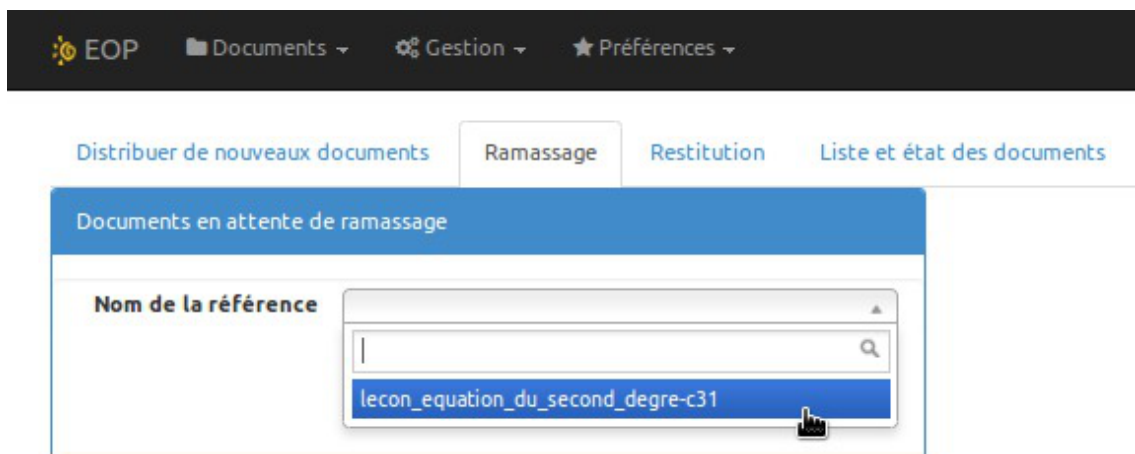 EOP Documents Gestion Préférences
Distribuer de nouveaux documents Ramassage Restitution Liste et état des documents
Documents en attente de ramassage
Nom de la référence
lecon_equation_du_second_degre-c31